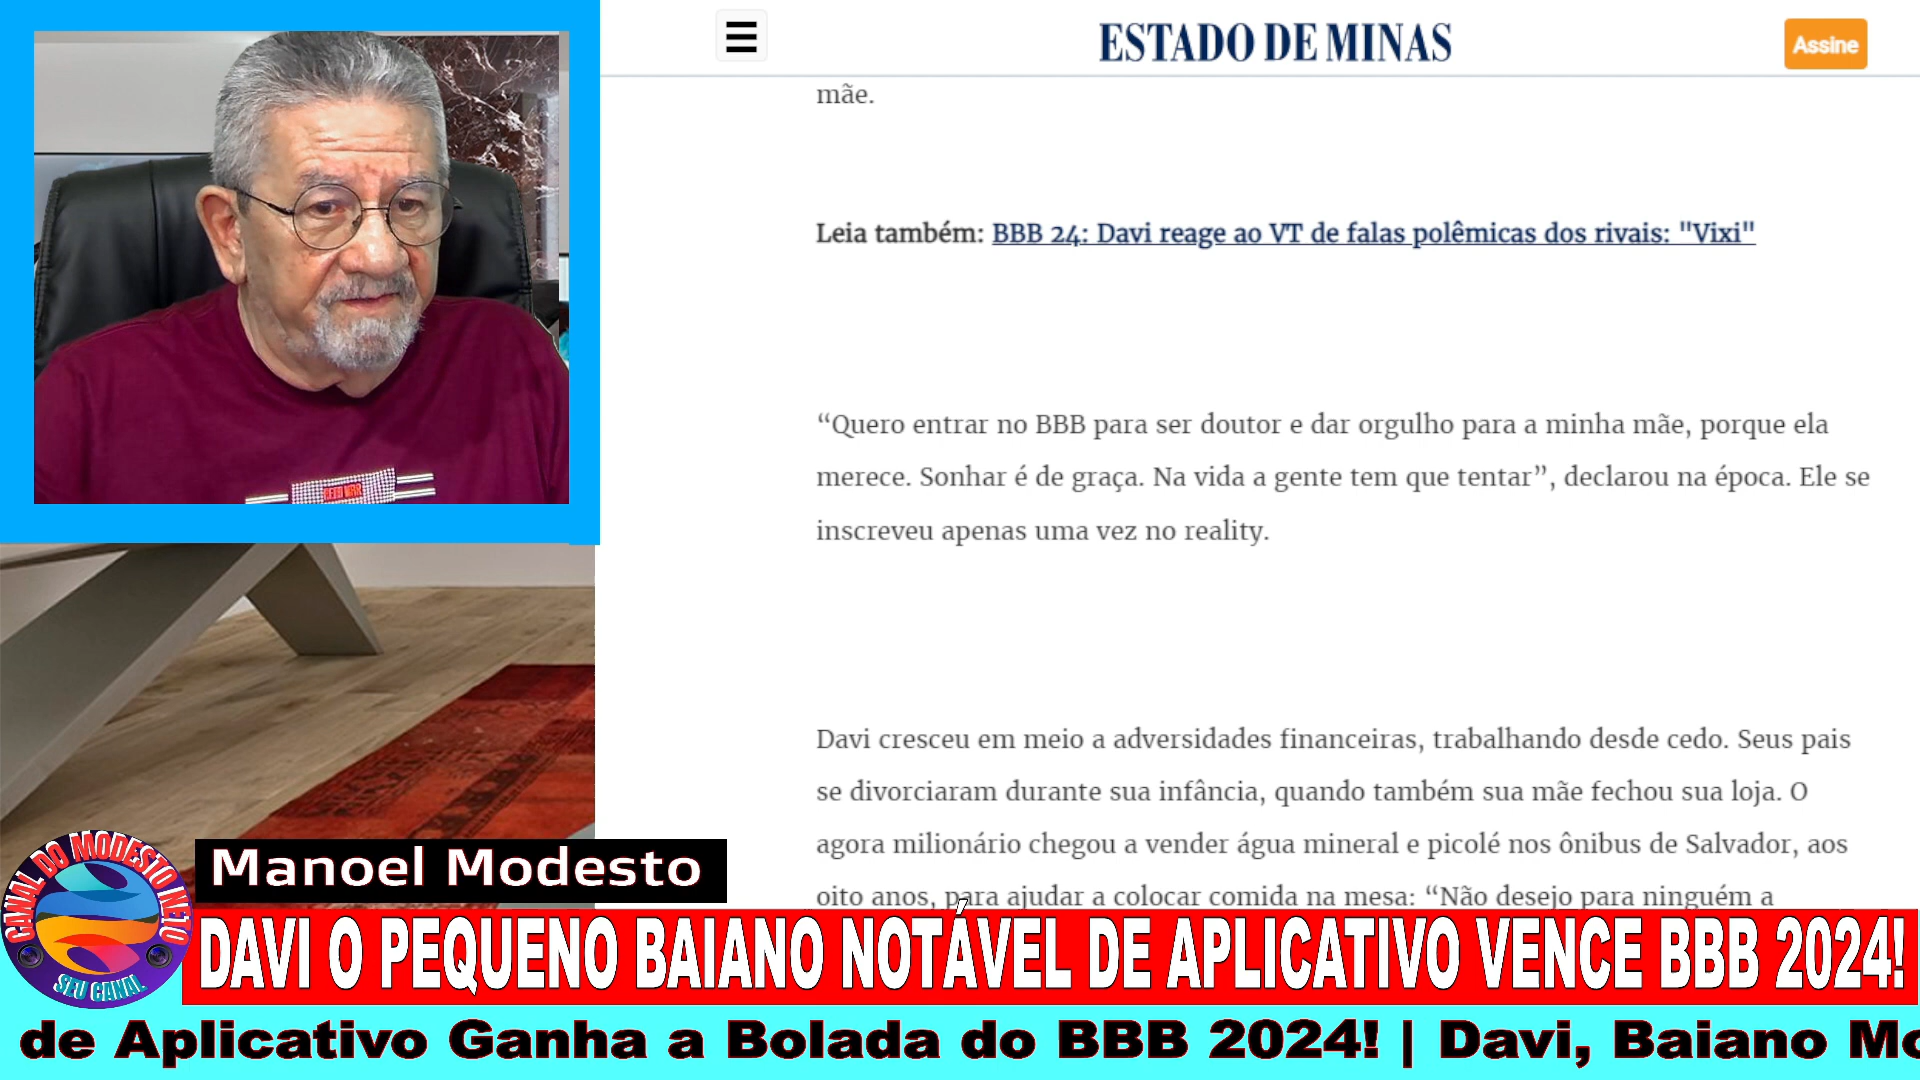 ESTADO DE MINAS
Assine
mãe.
Leia também: BBB 24: Davi reage ao VT de falas polêmicas dos rivais: "Vixi"
“Quero entrar no BBB para ser doutor e dar orgulho para a minha mãe, porque ela
merece. Sonhar é de graça. Na vida a gente tem que tentar”, declarou na época. Ele se
inscreveu apenas uma vez no reality.
Davi cresceu em meio a adversidades financeiras, trabalhando desde cedo. Seus pais
se divorciaram durante sua infância, quando também sua mãe fechou sua loja. O
agora milionário chegou a vender água mineral e picolé nos ônibus de Salvador, aos
oito anos, para ajudar a colocar comida na mesa: “Não desejo para ninguém a
Manoel Modesto
CANAL DO MODESTO NETO
SEU CANAL
DAVI O PEQUENO BAIANO NOTÁVEL DE APLICATIVO VENCE BBB 2024!
de Aplicativo Ganha a Bolada do BBB 2024! | Davi, Baiano Mo